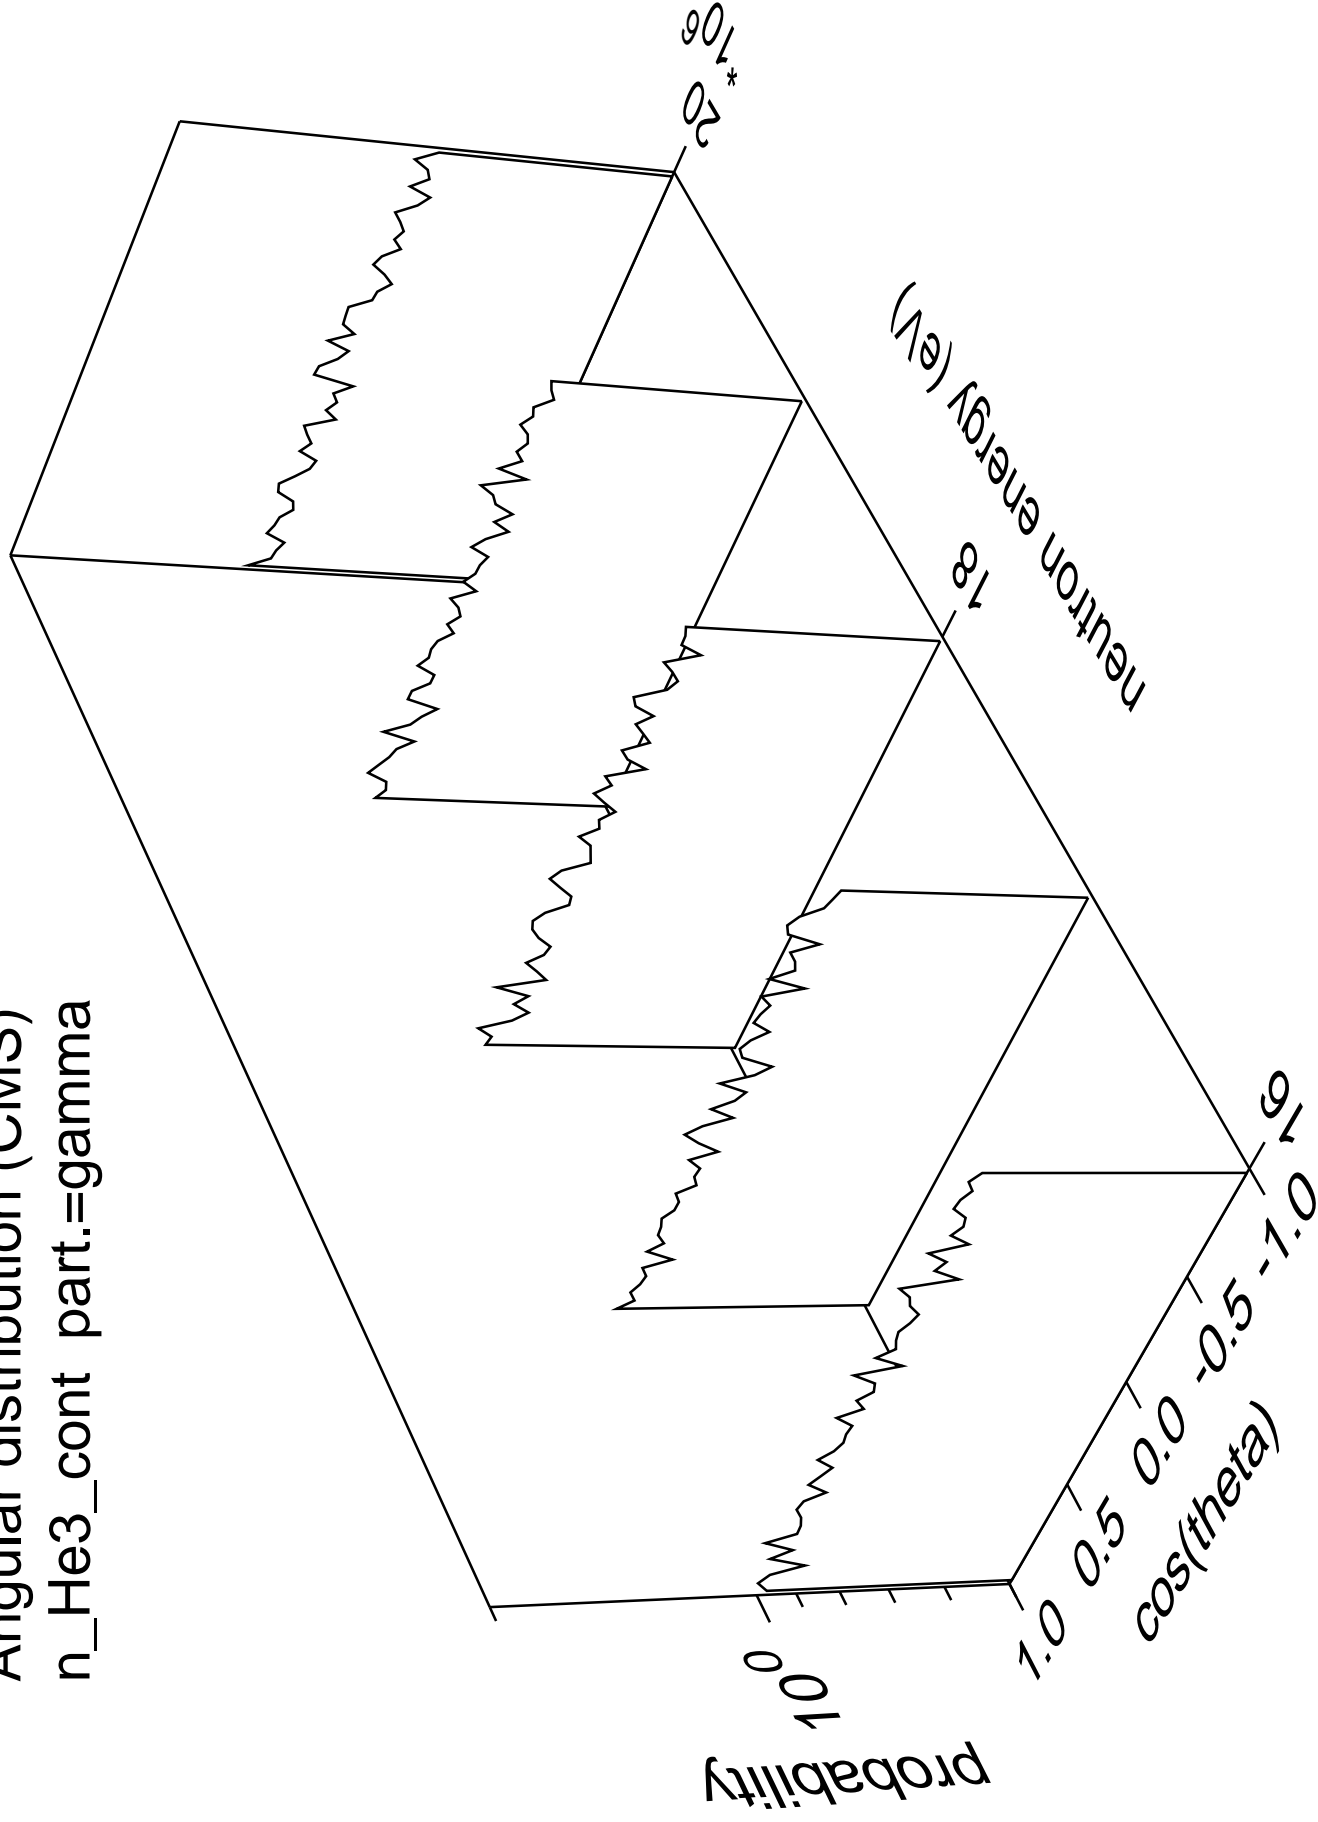 Angular distribution (CMS)
n_He3_cont part.=gamma
probability
10^0
1.0 0.5 0.0 -0.5 -1.0
cos(theta)
16 18 20
* 10^6
neutron energy (eV)